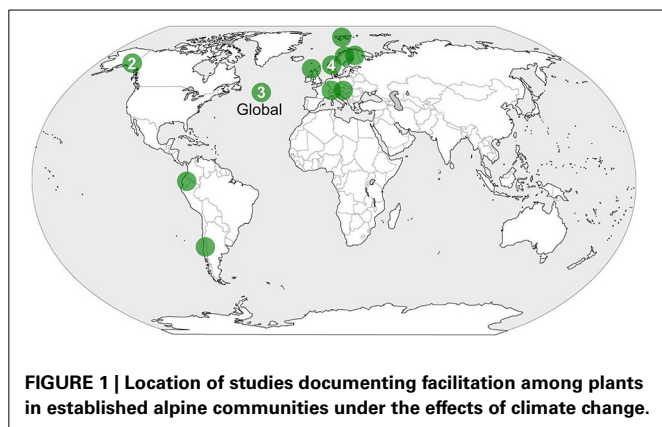 2
4
3
Global
FIGURE 1 | Location of studies documenting facilitation among plants
in established alpine communities under the effects of climate change.